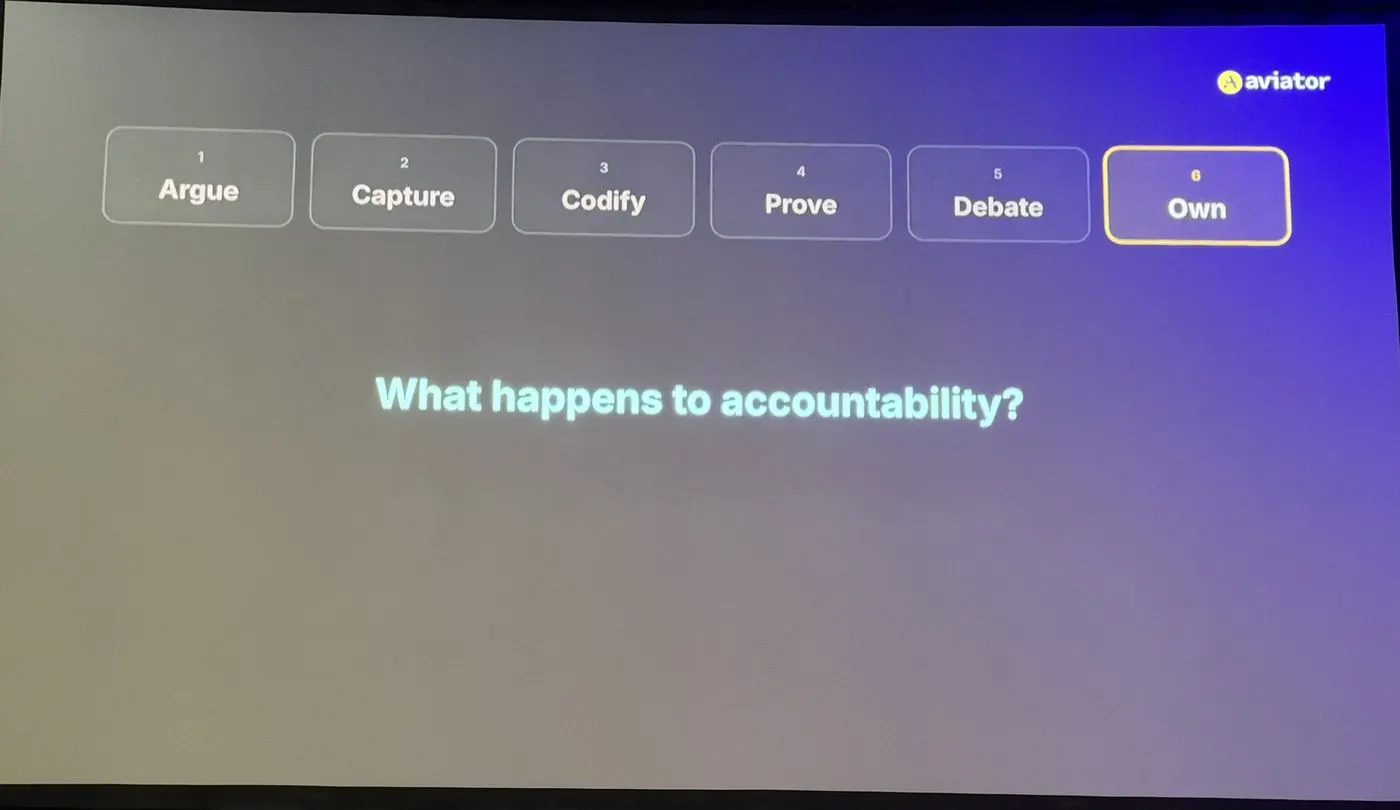 aviator
1
Argue
2
Capture
3
Codify
4
Prove
5
Debate
6
Own
What happens to accountability?